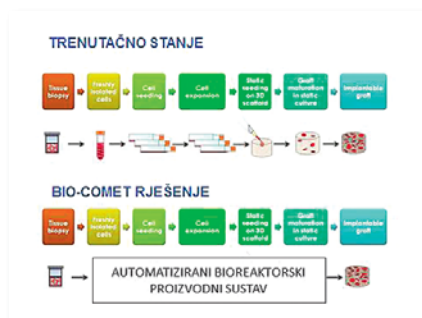 TRENUTAČNO STANJE
Tissue
biopsy
Freshly
isolated
cells
Cell
seeding
Cell
expansion
Static
seeding
on 3D
scaffold
Graft
maturation
in static
culture
Implantable
graft
BIO-COMET RJEŠENJE
Tissue
biopsy
Freshly
isolated
cells
Cell
seeding
Cell
expansion
Static
seeding
on 3D
scaffold
Graft
maturation
in static
culture
Implantable
graft
AUTOMATIZIRANI BIOREAKTORSKI
PROIZVODNI SUSTAV